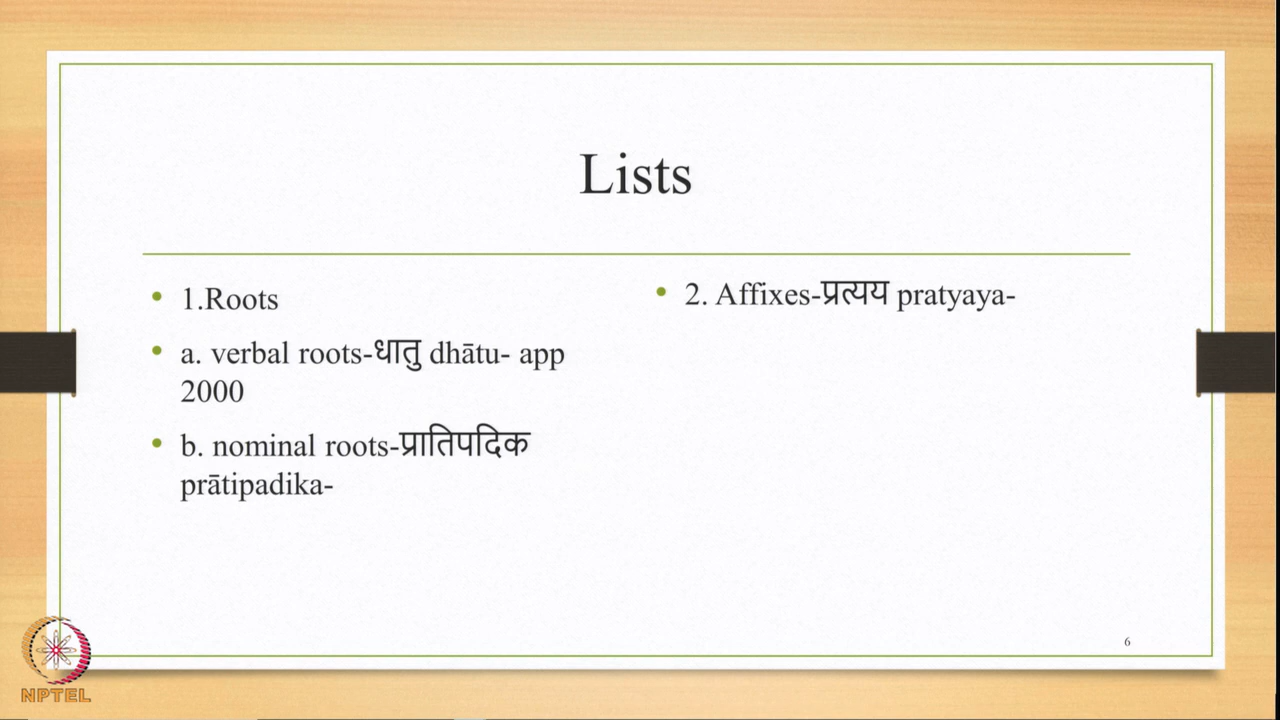 Lists
• 1.Roots
• a. verbal roots-धातु dhātu- app
2000
• b. nominal roots-प्रातिपदिक
prātipadika-
• 2. Affixes-प्रत्यय pratyaya-
6
NPTEL